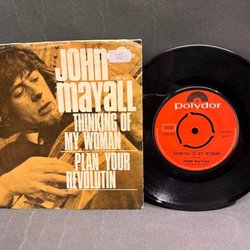 JOHN
MAYALL
THINKING OF
MY WOMAN
PLAN YOUR
REVOLUTIN
polydor
THINKING OF MY WOMAN
JOHN MAYALL